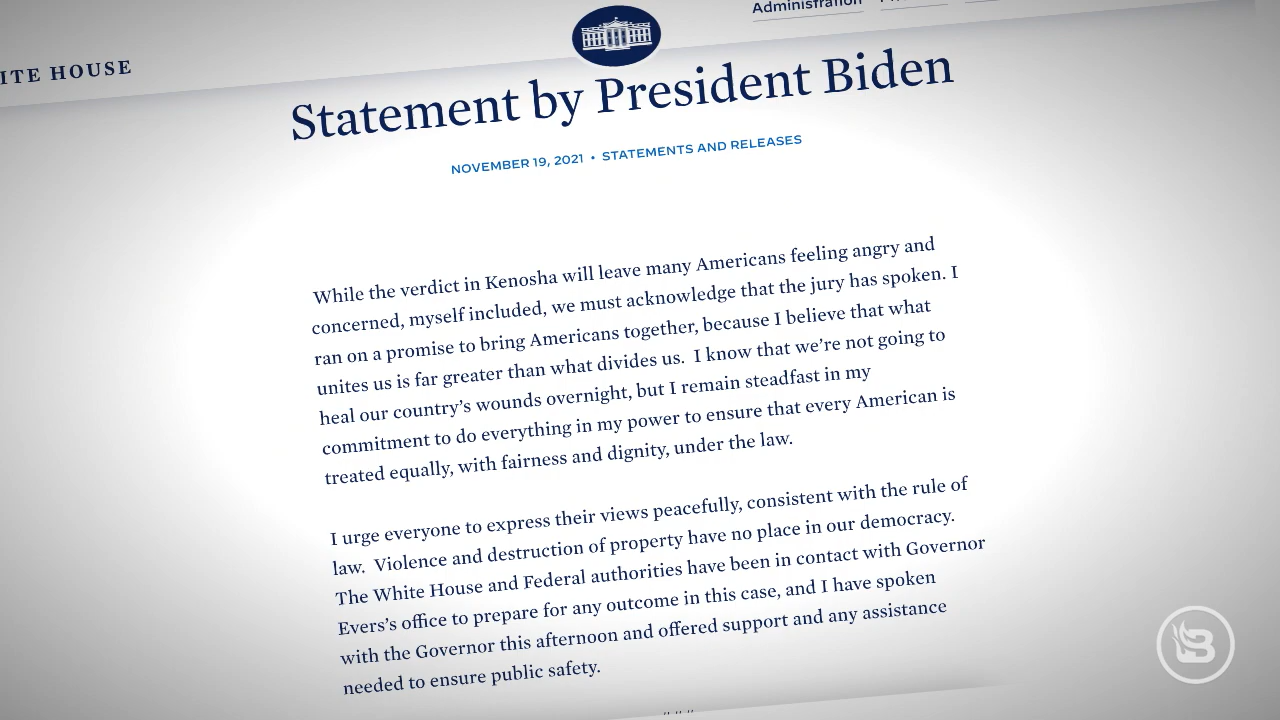 ITE HOUSE
Administration
Statement by President Biden
NOVEMBER 19, 2021 • STATEMENTS AND RELEASES
While the verdict in Kenosha will leave many Americans feeling angry and
concerned, myself included, we must acknowledge that the jury has spoken. I
ran on a promise to bring Americans together, because I believe that what
unites us is far greater than what divides us. I know that we’re not going to
heal our country’s wounds overnight, but I remain steadfast in my
commitment to do everything in my power to ensure that every American is
treated equally, with fairness and dignity, under the law.
I urge everyone to express their views peacefully, consistent with the rule of
law. Violence and destruction of property have no place in our democracy.
The White House and Federal authorities have been in contact with Governor
Evers’s office to prepare for any outcome in this case, and I have spoken
with the Governor this afternoon and offered support and any assistance
needed to ensure public safety.
B